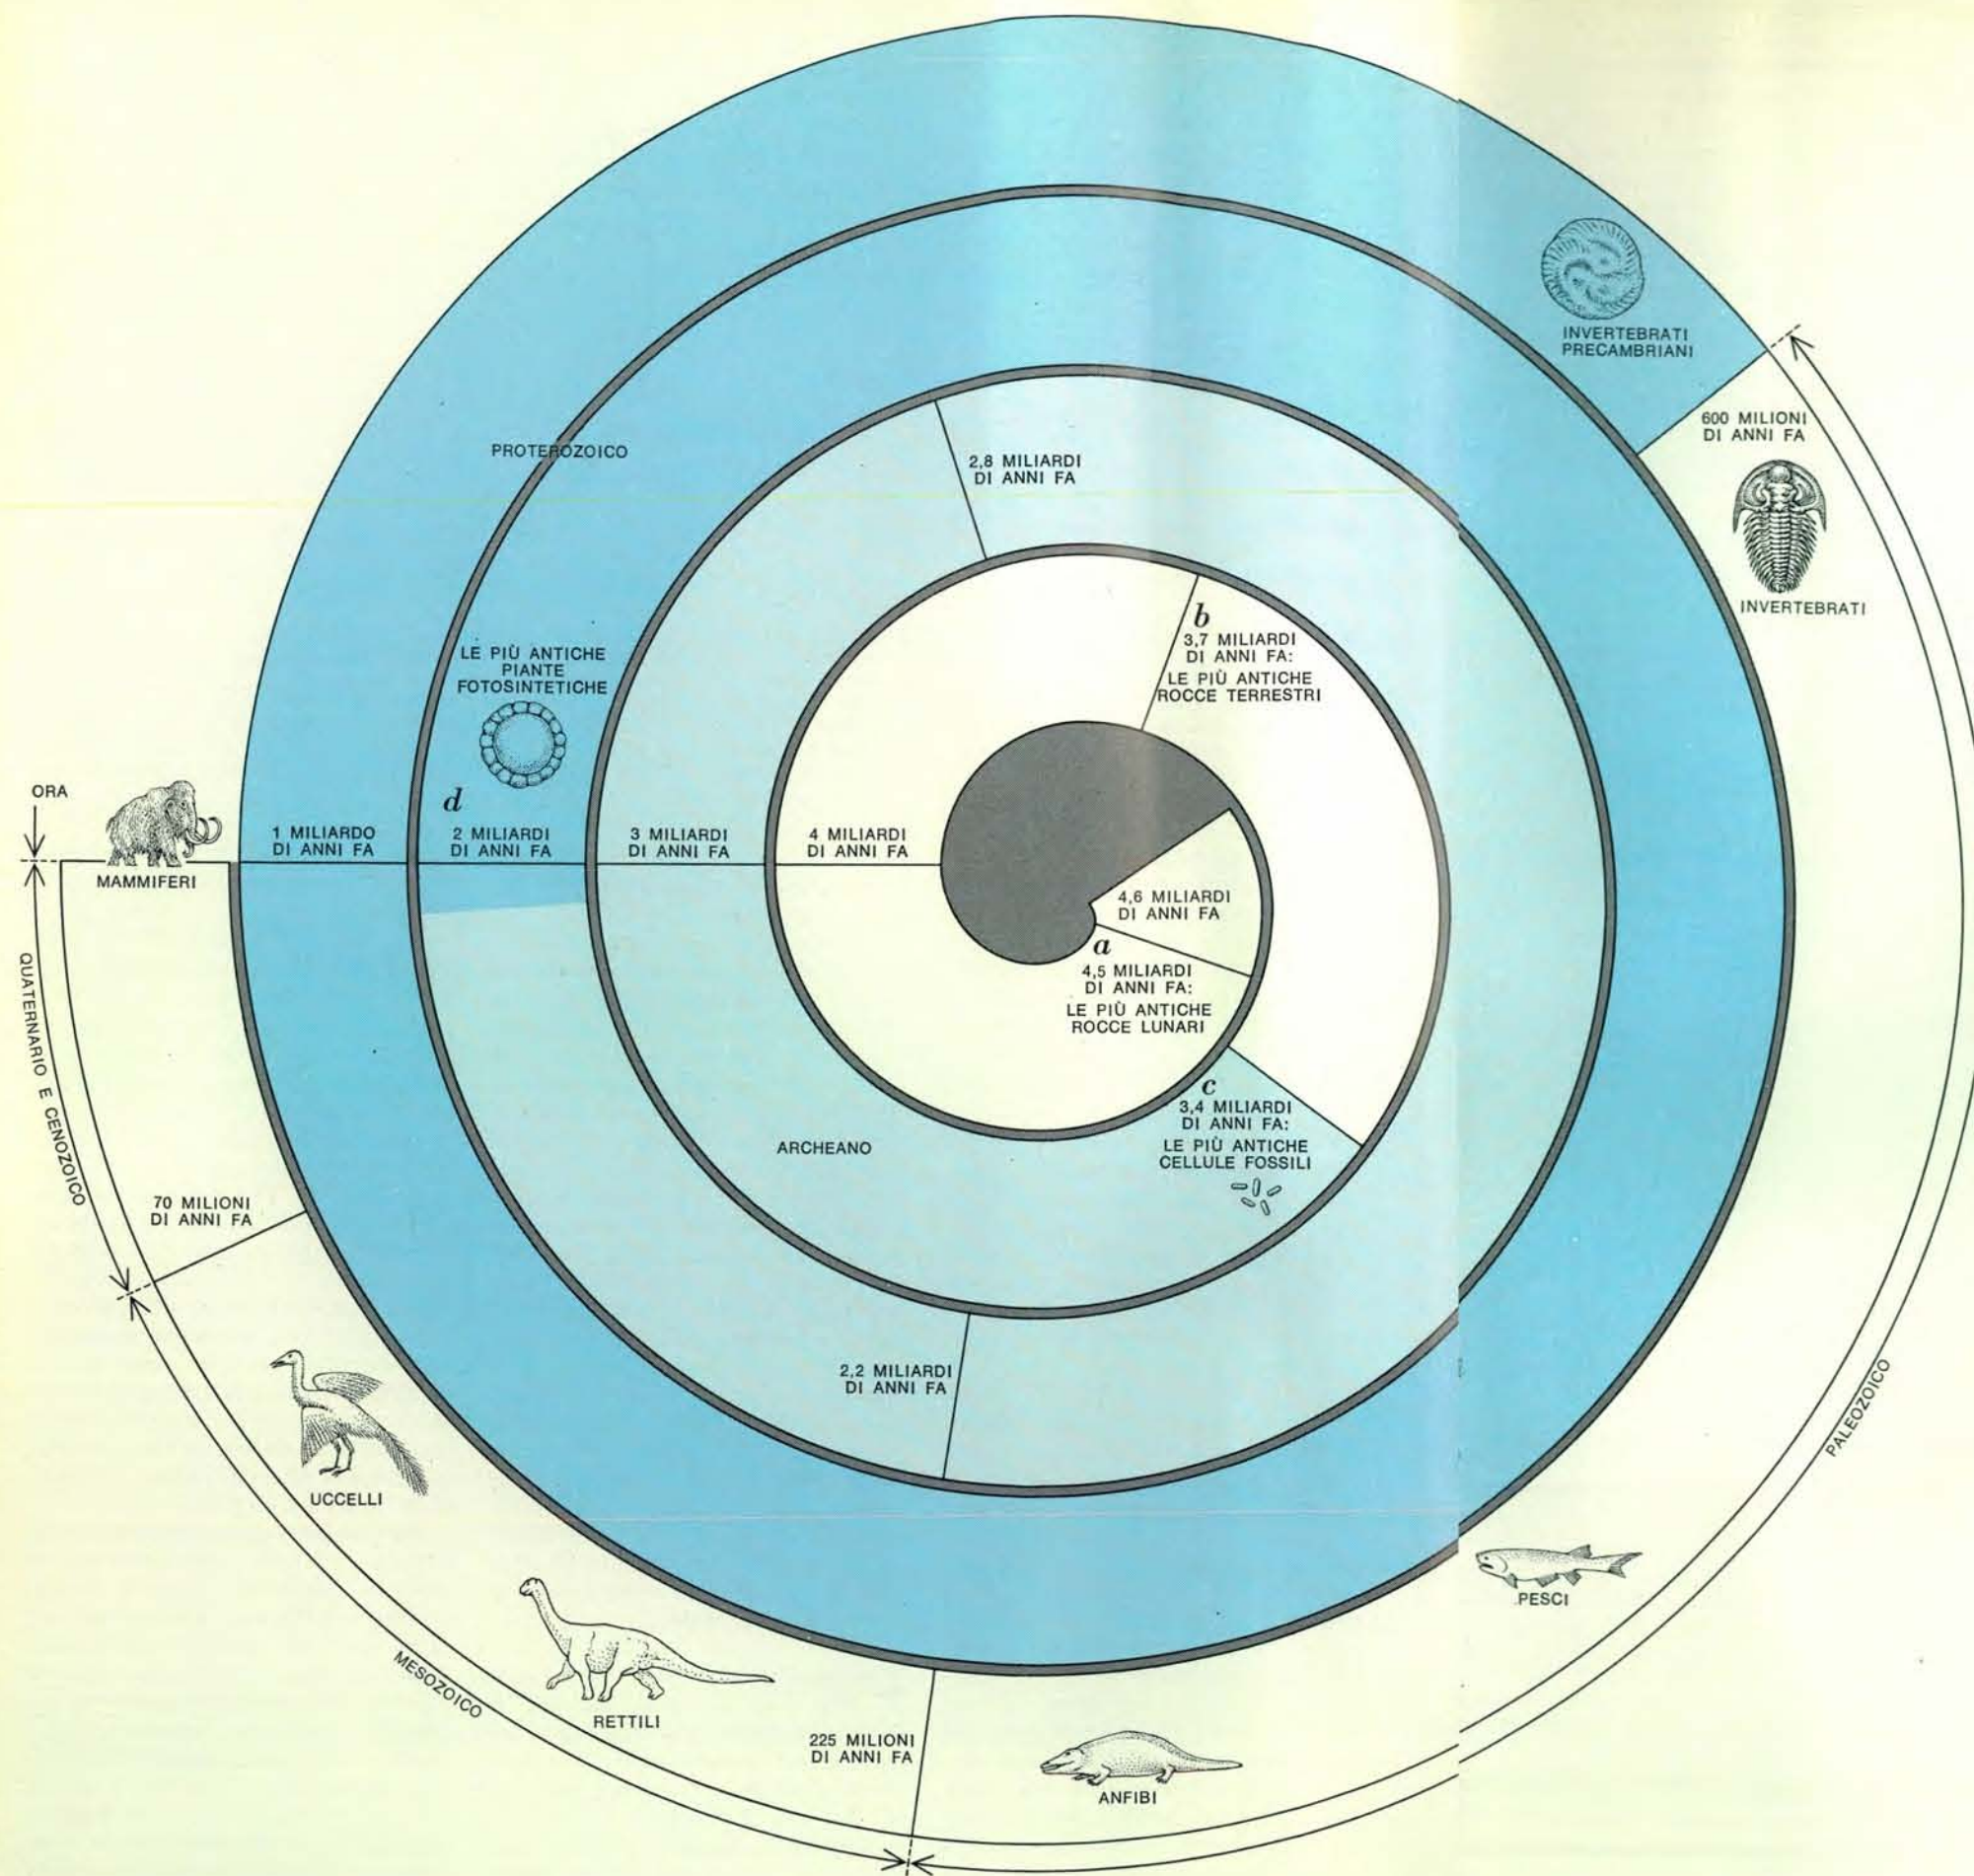 INVERTEBRATI
PRECAMBRIANI
600 MILIONI
DI ANNI FA
INVERTEBRATI
PROTEROZOICO
2,8 MILIARDI
DI ANNI FA
b
3,7 MILIARDI
DI ANNI FA:
LE PIÙ ANTICHE
ROCCE TERRESTRI
LE PIÙ ANTICHE
PIANTE
FOTOSINTETICHE
d
ORA
MAMMIFERI
1 MILIARDO
DI ANNI FA
2 MILIARDI
DI ANNI FA
3 MILIARDI
DI ANNI FA
4 MILIARDI
DI ANNI FA
4,6 MILIARDI
DI ANNI FA
a
4,5 MILIARDI
DI ANNI FA:
LE PIÙ ANTICHE
ROCCE LUNARI
c
3,4 MILIARDI
DI ANNI FA:
LE PIÙ ANTICHE
CELLULE FOSSILI
ARCHEANO
QUATERNARIO E CENOZOICO
70 MILIONI
DI ANNI FA
2,2 MILIARDI
DI ANNI FA
PALEOZOICO
UCCELLI
PESCI
MESOZOICO
RETTILI
225 MILIONI
DI ANNI FA
ANFIBI